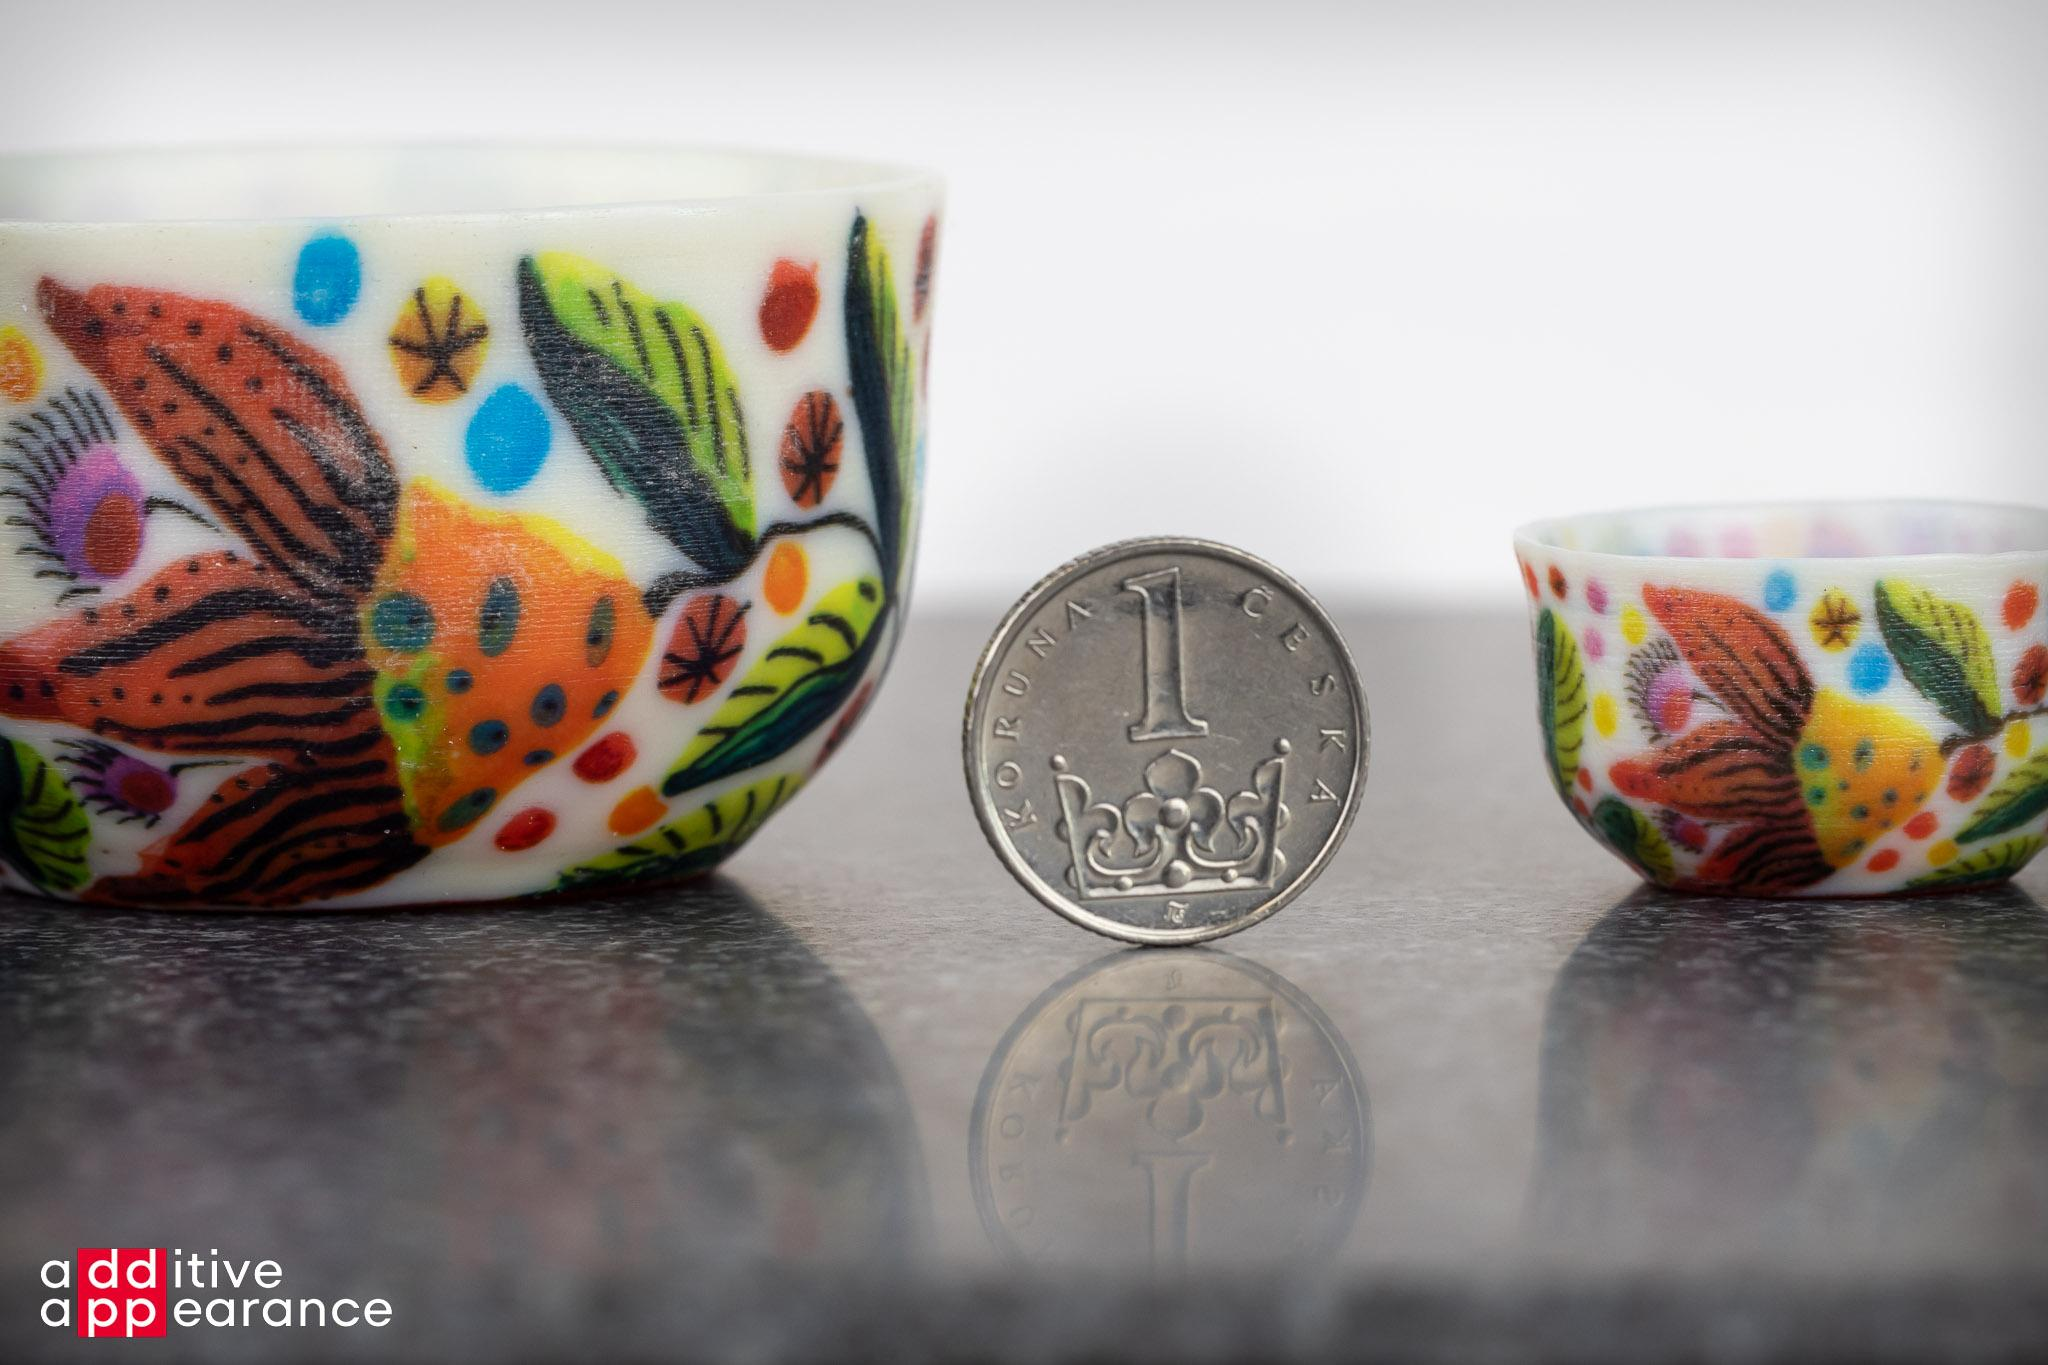 1
KORUNA ČESKÁ
additive
appearance